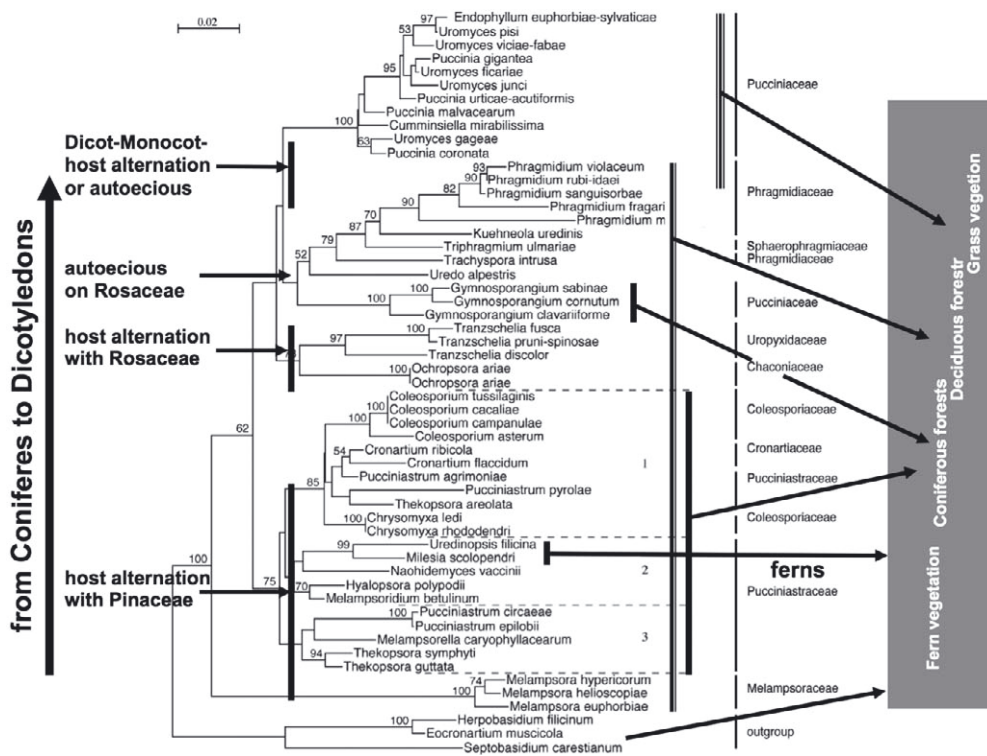 0.02
97
Endophyllum euphorbiae-sylvaticae
Uromyces pisi
53
Uromyces viciae-fabae
Puccinia gigantea
Uromyces ficariae
95
Uromyces junci
Puccinia urticae-acutiformis
Puccinia malvacearum
100
Cumminsiella mirabilissima
Uromyces gageae
63
Puccinia coronata
93
Phragmidium violaceum
90
Phragmidium rubi-idaei
82
Phragmidium sanguisorbae
90
Phragmidium fragari
70
Phragmidium m
87
Kuehneola uredinis
79
Triphragmium ulmariae
Trachyspora intrusa
52
Uredo alpestris
100
Gymnosporangium sabinae
100
Gymnosporangium cornutum
Gymnosporangium clavariiforme
Tranzschelia fusca
97
100
Tranzschelia pruni-spinosae
Tranzschelia discolor
100
Ochropsora ariae
Ochropsora ariae
Coleosporium tussilaginis
100
Coleosporium cacaliae
100
Coleosporium campanulae
Coleosporium asterum
62
Cronartium ribicola
54
Cronartium flaccidum
Pucciniastrum agrimoniae
85
Pucciniastrum pyrolae
Thekopsora areolata
Chrysomyxa ledi
100
Chrysomyxa rhododendri
Uredinopsis filicina
99
Milesia scolopendri
100
Naohidemyces vaccinii
75
70
Hyalopsora polypodii
Melampsoridium betulinum
Pucciniastrum circaeae
100
Pucciniastrum epilobii
Melampsorella caryophyllacearum
94
Thekopsora symphyti
Thekopsora guttata
74
Melampsora hypericorum
100
Melampsora helioscopiae
Melampsora euphorbiae
100
Herpobasidium filicinum
Eocronartium muscicola
Septobasidium carestianum
1
2
3
Dicot-Monocot-
host alternation
or autoecious
autoecious
on Rosaceae
host alternation
with Rosaceae
host alternation
with Pinaceae
from Coniferes to Dicotyledons
Pucciniaceae
Phragmidiaceae
Sphaerophragmiaceae
Phragmidiaceae
Pucciniaceae
Uropyxidaceae
Chaconiaceae
Coleosporiaceae
Cronartiaceae
Pucciniastraceae
Coleosporiaceae
ferns
Pucciniastraceae
Melampsoraceae
outgroup
Fern vegetation
Coniferous forests
Deciduous forestr
Grass vegetion